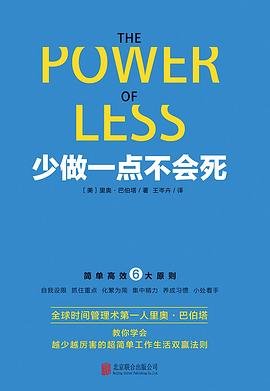 THE
POWER
OF
LESS
少做一点不会死
［美］里奥·巴伯塔／著 王岑卉／译
简单高效6大原则
自我设限 抓住重点 化繁为简 集中精力 养成习惯 小处着手
全球时间管理术第一人里奥·巴伯塔
教你学会
越少越厉害的超简单工作生活双赢法则
北京联合出版公司
Beijing United Publishing Co.,Ltd.